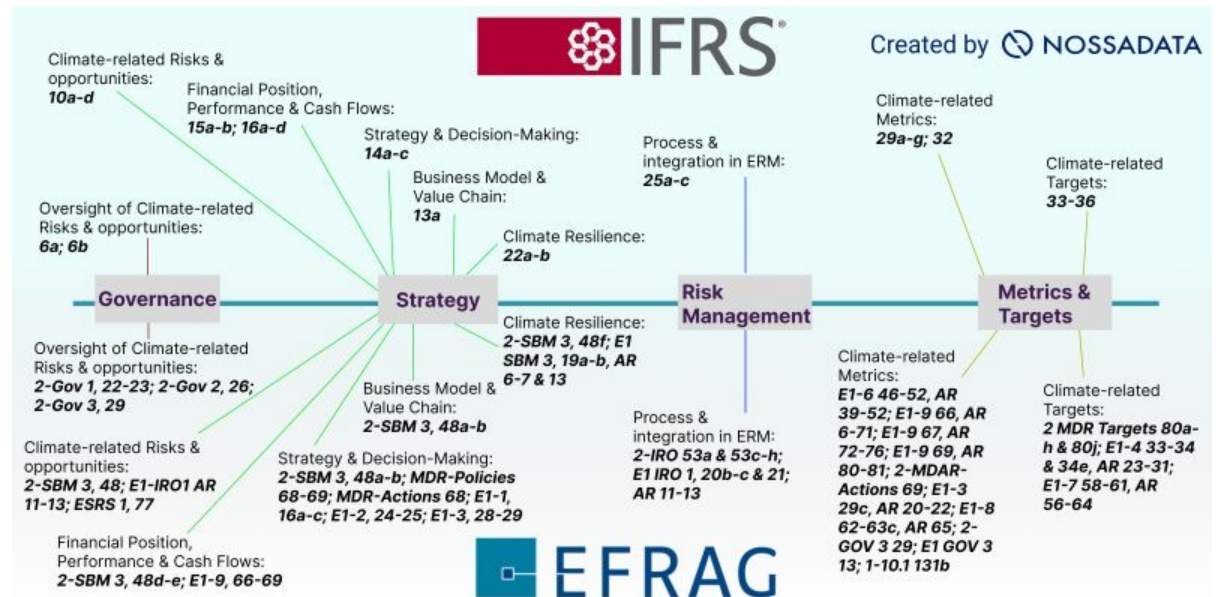 IFRS®
Created by NOSSADATA
Climate-related Risks &
opportunities:
10a-d
Financial Position,
Performance & Cash Flows:
15a-b; 16a-d
Strategy & Decision-Making:
14a-c
Business Model &
Value Chain:
13a
Climate Resilience:
22a-b
Process &
integration in ERM:
25a-c
Climate-related
Metrics:
29a-g; 32
Climate-related
Targets:
33-36
Oversight of Climate-related
Risks & opportunities:
6a; 6b
Governance
Strategy
Risk
Management
Metrics &
Targets
Oversight of Climate-related
Risks & opportunities:
2-Gov 1, 22-23; 2-Gov 2, 26;
2-Gov 3, 29
Climate-related Risks &
opportunities:
2-SBM 3, 48; E1-IRO1 AR
11-13; ESRS 1, 77
Financial Position,
Performance & Cash Flows:
2-SBM 3, 48d-e; E1-9, 66-69
Strategy & Decision-Making:
2-SBM 3, 48a-b; MDR-Policies
68-69; MDR-Actions 68; E1-1,
16a-c; E1-2, 24-25; E1-3, 28-29
Business Model &
Value Chain:
2-SBM 3, 48a-b
Climate Resilience:
2-SBM 3, 48f; E1
SBM 3, 19a-b, AR
6-7 & 13
Process &
integration in ERM:
2-IRO 53a & 53c-h;
E1 IRO 1, 20b-c & 21;
AR 11-13
Climate-related
Metrics:
E1-6 46-52, AR
39-52; E1-9 66, AR
6-71; E1-9 67, AR
72-76; E1-9 69, AR
80-81; 2-MDAR-
Actions 69; E1-3
29c, AR 20-22; E1-8
62-63c, AR 65; 2-
GOV 3 29; E1 GOV 3
13; 1-10.1 131b
Climate-related
Targets:
2 MDR Targets 80a-
h & 80j; E1-4 33-34
& 34e, AR 23-31;
E1-7 58-61, AR
56-64
EFRAG